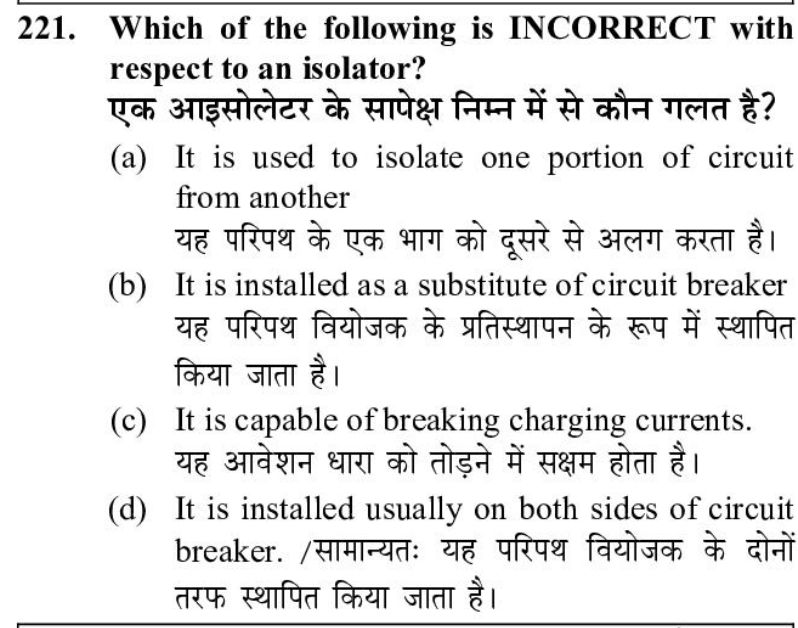 221. Which of the following is INCORRECT with
respect to an isolator?
एक आइसोलेटर के सापेक्ष निम्न में से कौन गलत है?
(a) It is used to isolate one portion of circuit
from another
यह परिपथ के एक भाग को दूसरे से अलग करता है।
(b) It is installed as a substitute of circuit breaker
यह परिपथ वियोजक के प्रतिस्थापन के रूप में स्थापित
किया जाता है।
(c) It is capable of breaking charging currents.
यह आवेशन धारा को तोड़ने में सक्षम होता है।
(d) It is installed usually on both sides of circuit
breaker. /सामान्यतः यह परिपथ वियोजक के दोनों
तरफ स्थापित किया जाता है।